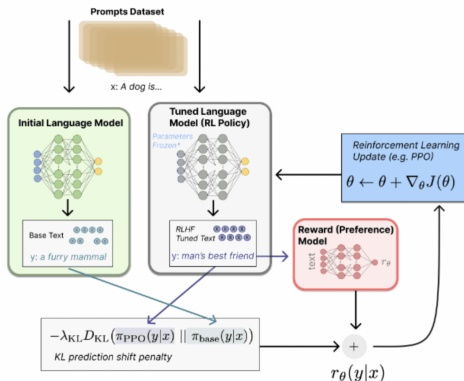 Prompts Dataset
x: A dog is...
Initial Language Model
Tuned Language
Model (RL Policy)
Parameters
Frozen*
Reinforcement Learning
Update (e.g. PPO)
θ ← θ + ∇θJ(θ)
Base Text
y: a furry mammal
RLHF
Tuned Text
y: man's best friend
Reward (Preference)
Model
text
rθ
−λKL DKL(πPPO(y|x) || πbase(y|x))
KL prediction shift penalty
+
rθ(y|x)